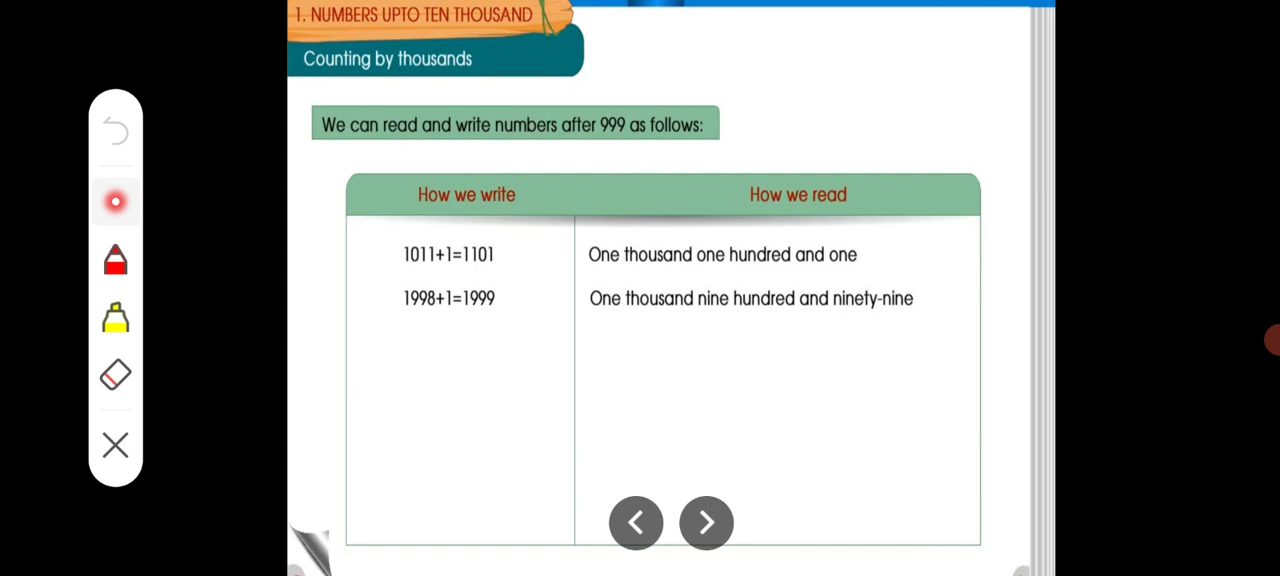 1. NUMBERS UPTO TEN THOUSAND
Counting by thousands
We can read and write numbers after 999 as follows:
How we write How we read
1011+1=1101 One thousand one hundred and one
1998+1=1999 One thousand nine hundred and ninety-nine